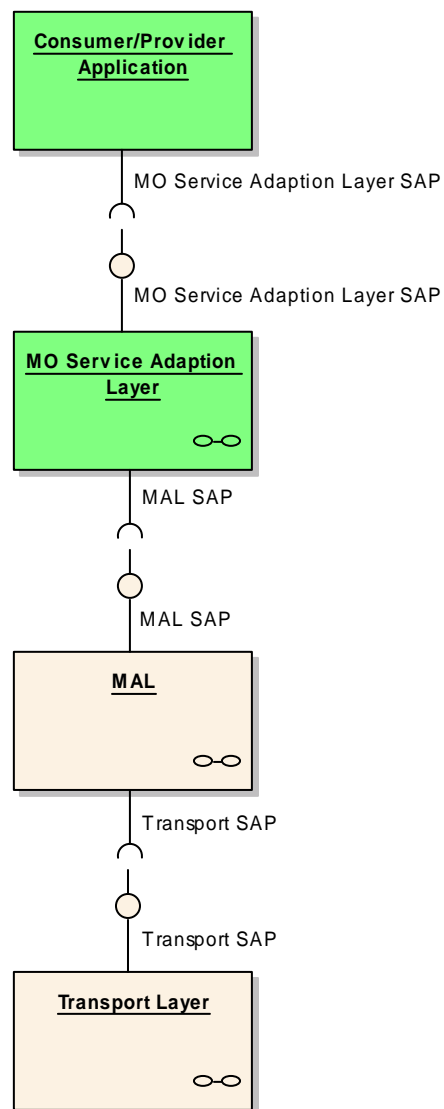 Consumer/Provider
Application
MO Service Adaption Layer SAP
MO Service Adaption Layer SAP
MO Service Adaption
Layer
MAL SAP
MAL SAP
MAL
Transport SAP
Transport SAP
Transport Layer